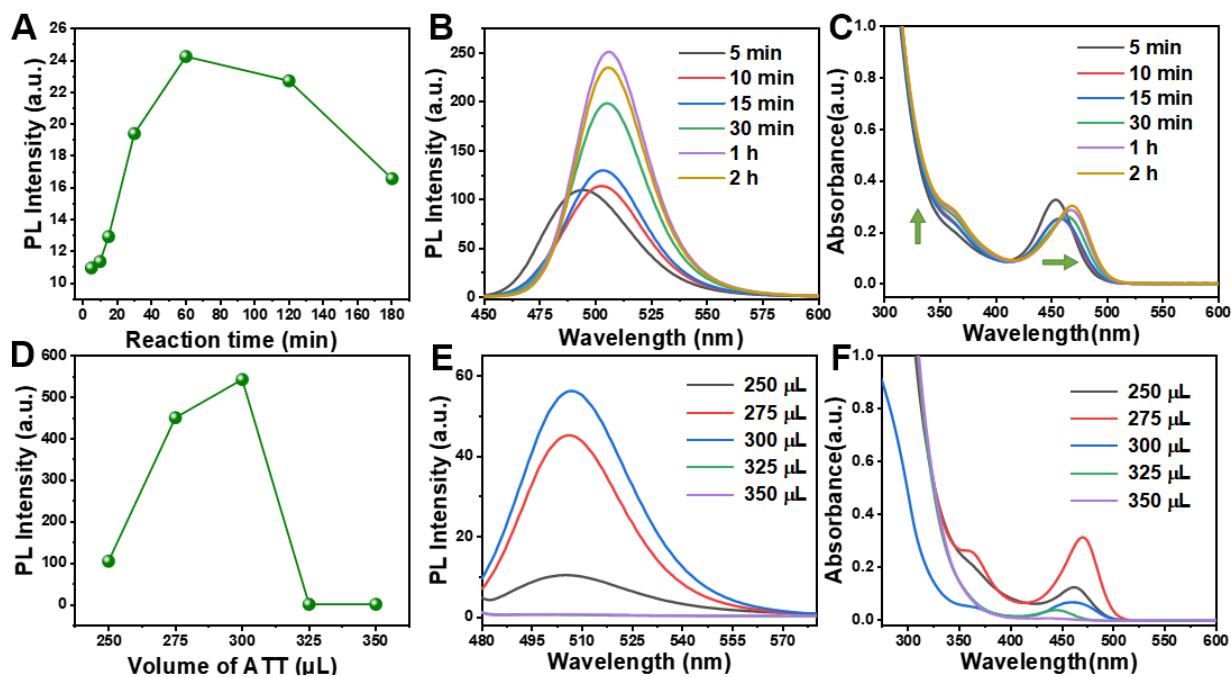 A
PL Intensity (a.u.)
26
24
22
20
18
16
14
12
10
0 20 40 60 80 100 120 140 160 180
Reaction time (min)
B
PL Intensity (a.u.)
250
200
150
100
50
0
5 min
10 min
15 min
30 min
1 h
2 h
450 475 500 525 550 575 600
Wavelength (nm)
C
Absorbance(a.u.)
1.0
0.8
0.6
0.4
0.2
0.0
5 min
10 min
15 min
30 min
1 h
2 h
300 350 400 450 500 550 600
Wavelength(nm)
D
PL Intensity (a.u.)
600
500
400
300
200
100
0
250 275 300 325 350
Volume of ATT (μL)
E
PL Intensity (a.u.)
60
40
20
0
250 μL
275 μL
300 μL
325 μL
350 μL
480 495 510 525 540 555 570
Wavelength (nm)
F
Absorbance(a.u.)
1.0
0.8
0.6
0.4
0.2
0.0
250 μL
275 μL
300 μL
325 μL
350 μL
300 350 400 450 500 550 600
Wavelength(nm)